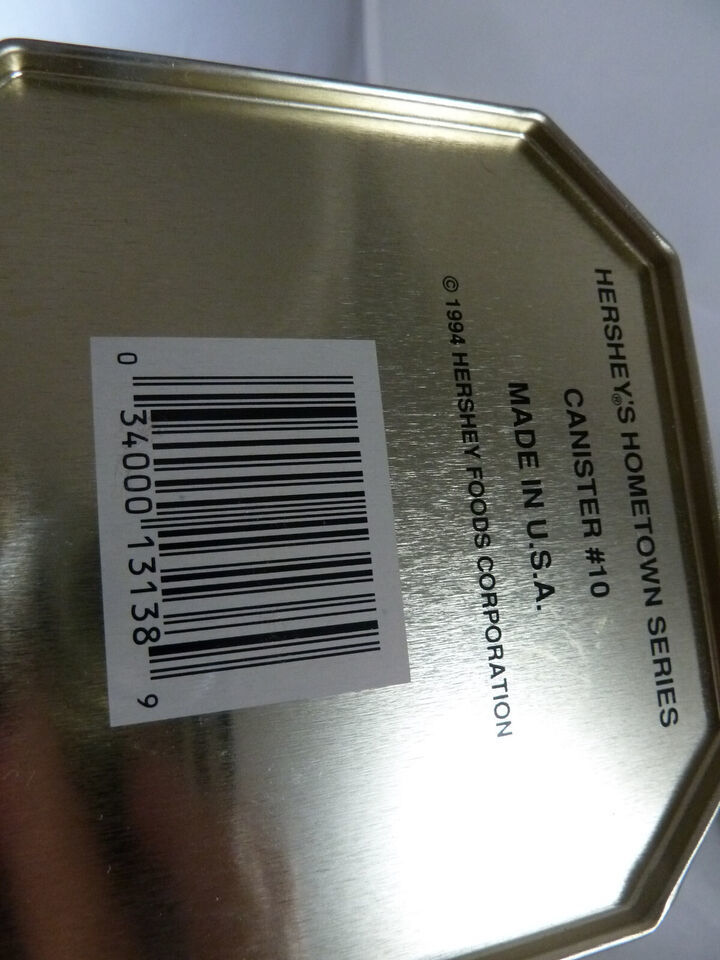 HERSHEY'S® HOMETOWN SERIES
CANISTER #10
MADE IN U.S.A.
© 1994 HERSHEY FOODS CORPORATION
0 34000 13138 9